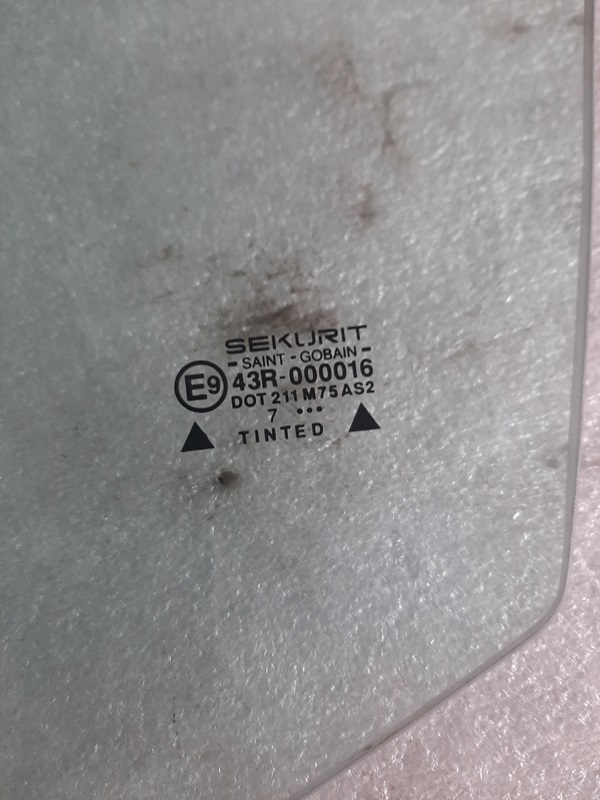 SEKURIT
- SAINT - GOBAIN -
E9 43R-000016
DOT 211 M75 AS2
7 •••
TINTED